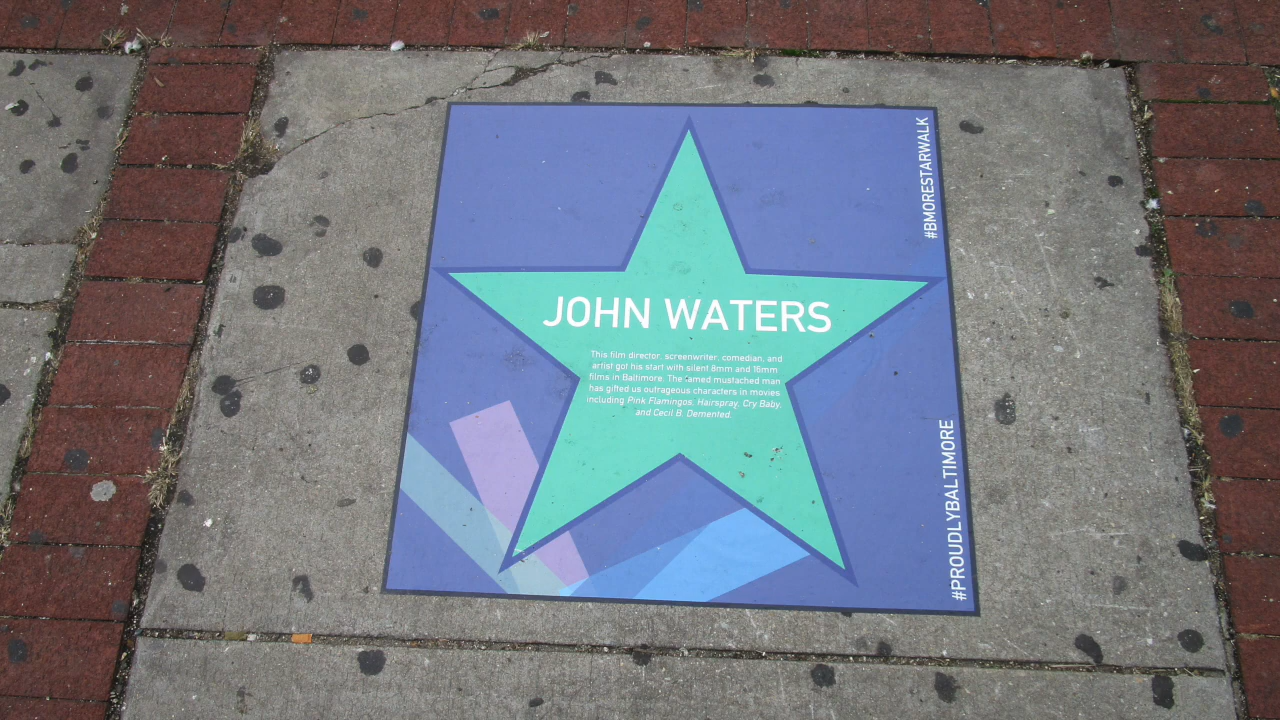 #BMORESTARWALK
JOHN WATERS
This film director, screenwriter, comedian, and
artist got his start with silent 8mm and 16mm
films in Baltimore. The famed mustached man
has gifted us outrageous characters in movies
including Pink Flamingos, Hairspray, Cry Baby,
and Cecil B. Demented.
#PROUDLYBALTIMORE